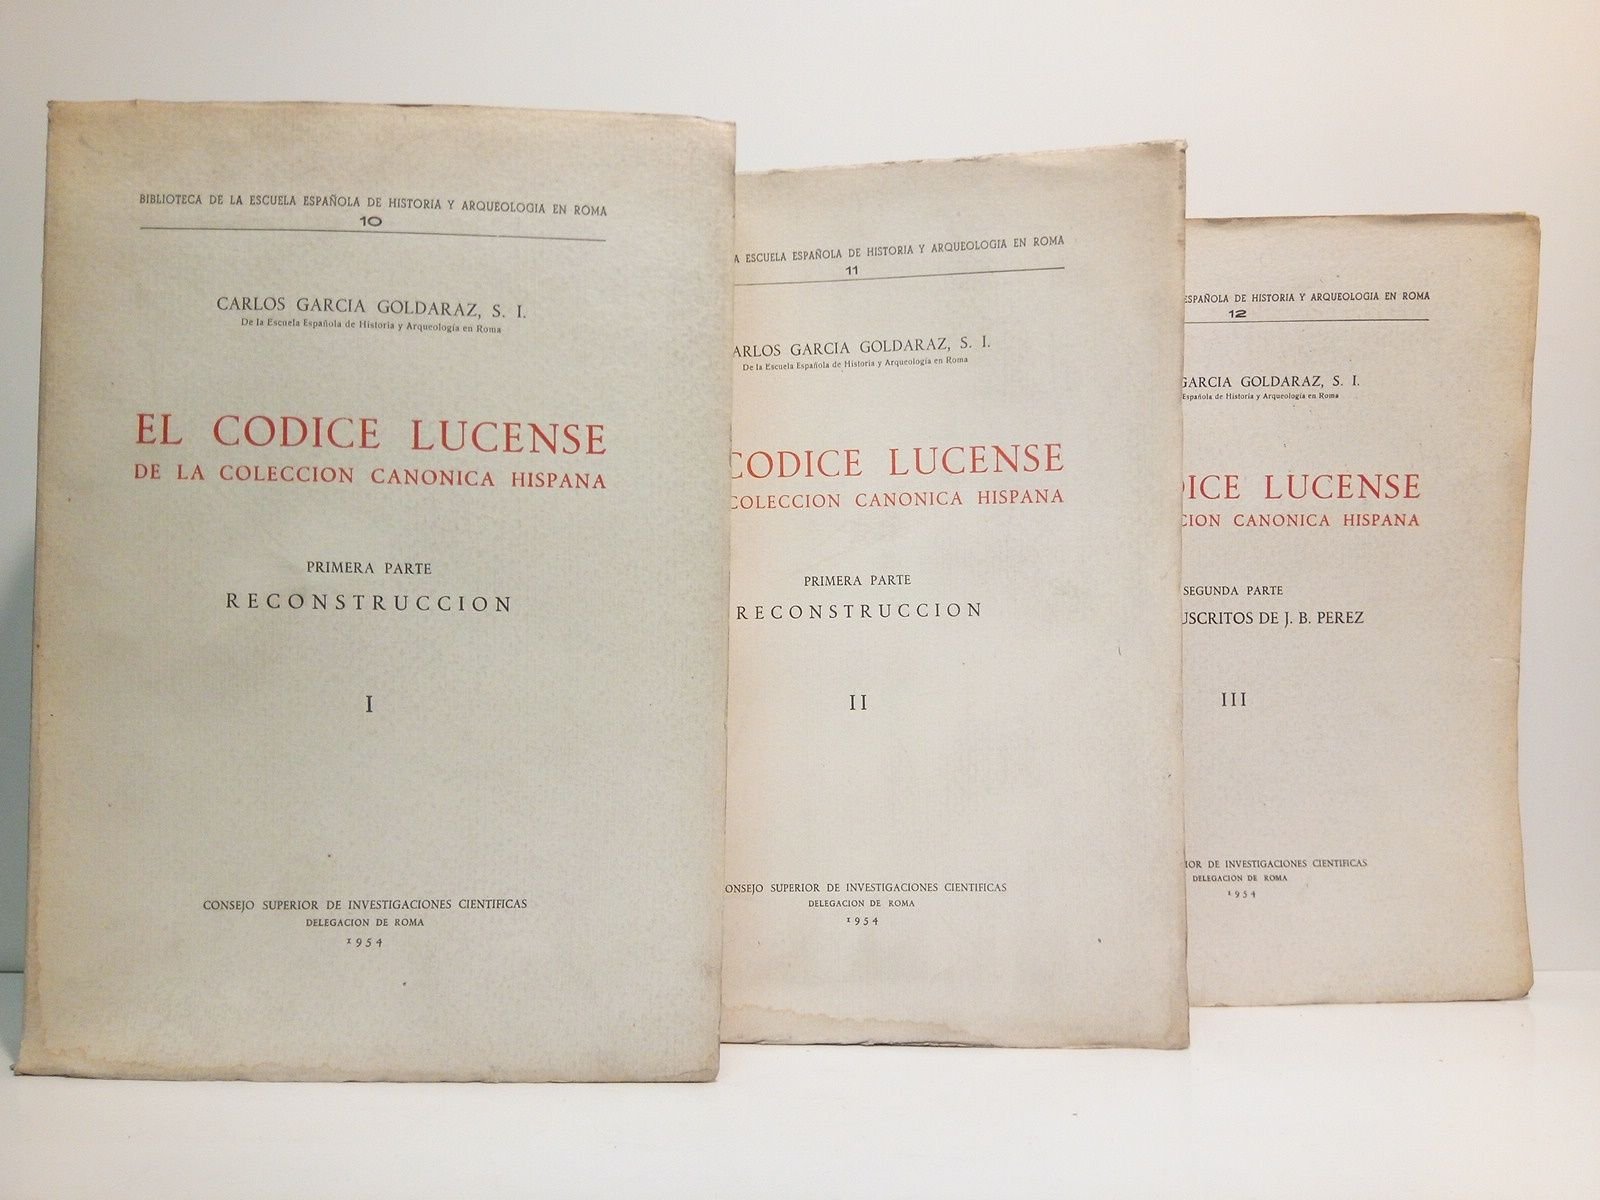 BIBLIOTECA DE LA ESCUELA ESPAÑOLA DE HISTORIA Y ARQUEOLOGIA EN ROMA
10
CARLOS GARCIA GOLDARAZ, S. I.
De la Escuela Española de Historia y Arqueología en Roma
EL CODICE LUCENSE
DE LA COLECCION CANONICA HISPANA
PRIMERA PARTE
RECONSTRUCCION
I
CONSEJO SUPERIOR DE INVESTIGACIONES CIENTIFICAS
DELEGACION DE ROMA
1954
A ESCUELA ESPAÑOLA DE HISTORIA Y ARQUEOLOGIA EN ROMA
11
ARLOS GARCIA GOLDARAZ, S. I.
De la Escuela Española de Historia y Arqueología en Roma
CODICE LUCENSE
COLECCION CANONICA HISPANA
PRIMERA PARTE
RECONSTRUCCION
II
ONSEJO SUPERIOR DE INVESTIGACIONES CIENTIFICAS
DELEGACION DE ROMA
1954
ESPAÑOLA DE HISTORIA Y ARQUEOLOGIA EN ROMA
12
GARCIA GOLDARAZ, S. I.
Española de Historia y Arqueología en Roma
DICE LUCENSE
CION CANONICA HISPANA
SEGUNDA PARTE
USCRITOS DE J. B. PEREZ
III
IOR DE INVESTIGACIONES CIENTIFICAS
DELEGACION DE ROMA
1954